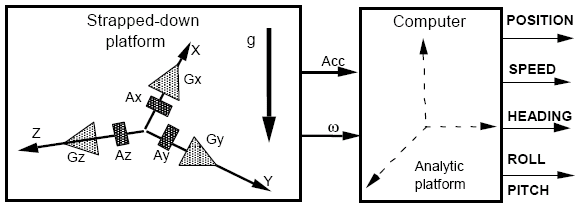 Strapped-down
platform
g
X
Gx
Ax
Z
Gz
Az
Ay
Gy
Y
Acc
ω
Computer
Analytic
platform
POSITION
SPEED
HEADING
ROLL
PITCH